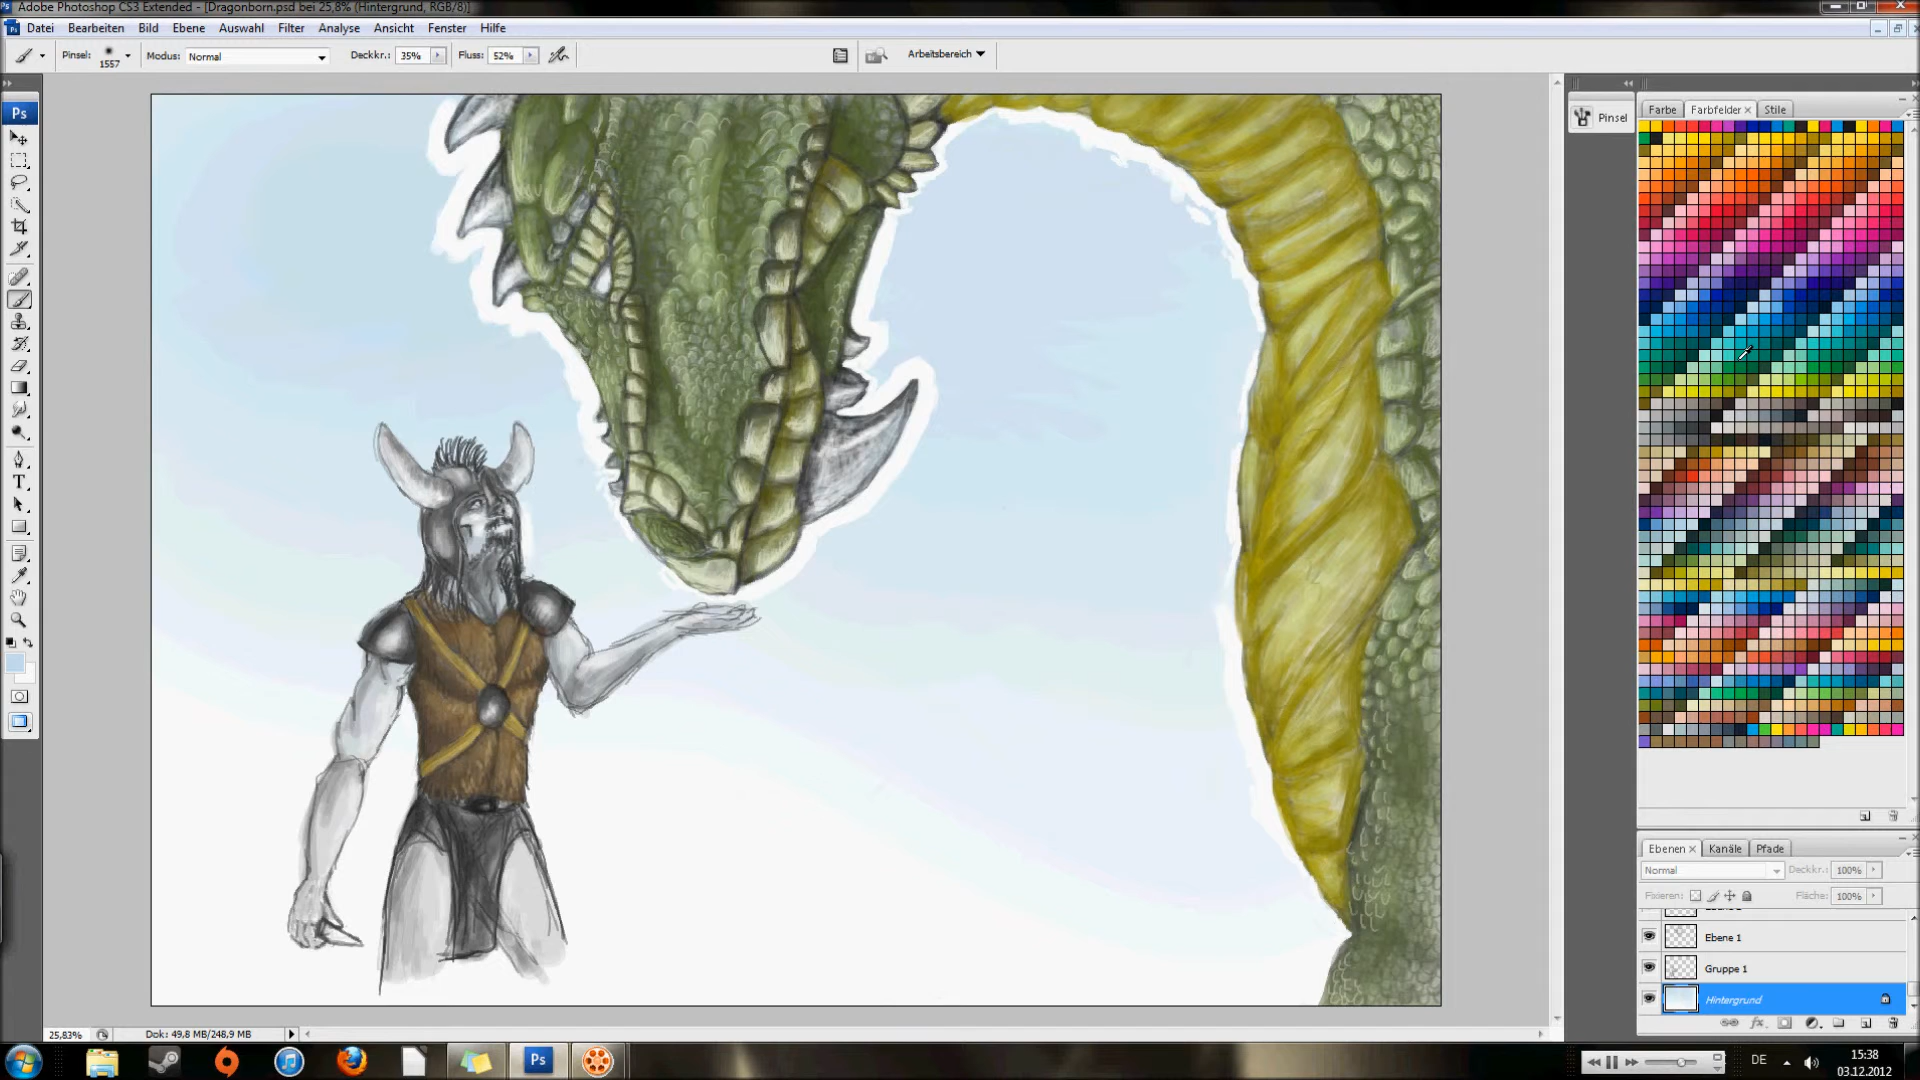 Adobe Photoshop CS3 Extended - [Dragonborn.psd bei 25,8% (Hintergrund, RGB/8)]
Datei Bearbeiten Bild Ebene Auswahl Filter Analyse Ansicht Fenster Hilfe
Pinsel: 1557 Modus: Normal Deckkr.: 35% Fluss: 52% Arbeitsbereich
Ps
Pinsel
Farbe Farbfelder Stile
T
Ebenen Kanäle Pfade
Normal Deckkr.: 100%
Fixieren: Fläche: 100%
Ebene 1
Gruppe 1
Hintergrund
25,83% Dok: 49,8 MB/248,9 MB
Ps
DE
15:38
03.12.2012